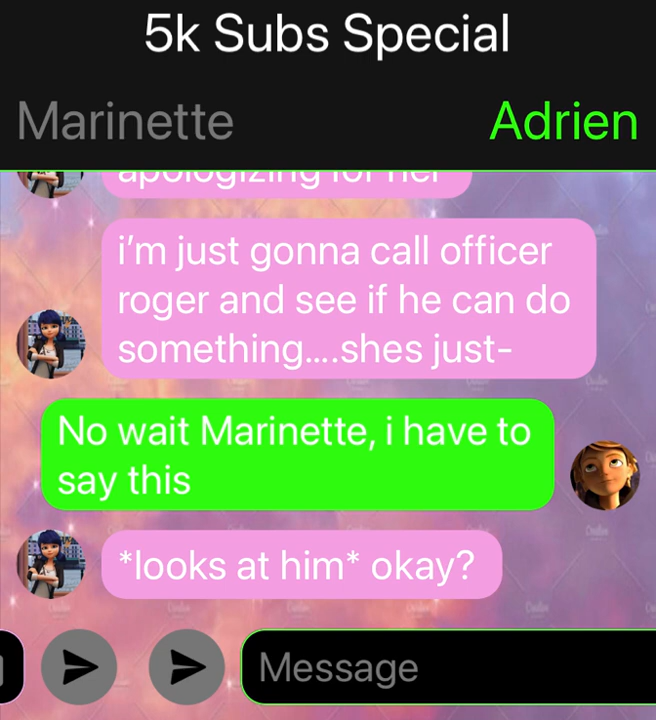 5k Subs Special
Marinette
Adrien
apologizing for her
i’m just gonna call officer
roger and see if he can do
something....shes just-
No wait Marinette, i have to
say this
*looks at him* okay?
Message